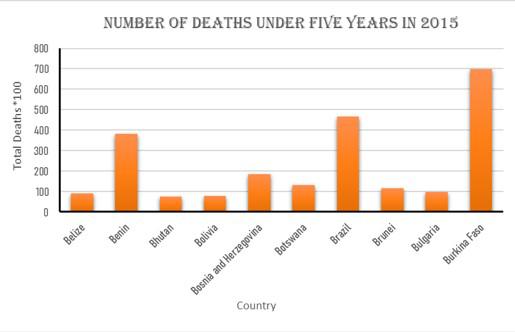 NUMBER OF DEATHS UNDER FIVE YEARS IN 2015
Total Deaths *100
800
700
600
500
400
300
200
100
0
Belize
Benin
Bhutan
Bolivia
Bosnia and Herzegovina
Botswana
Brazil
Brunei
Bulgaria
Burkina Faso
Country